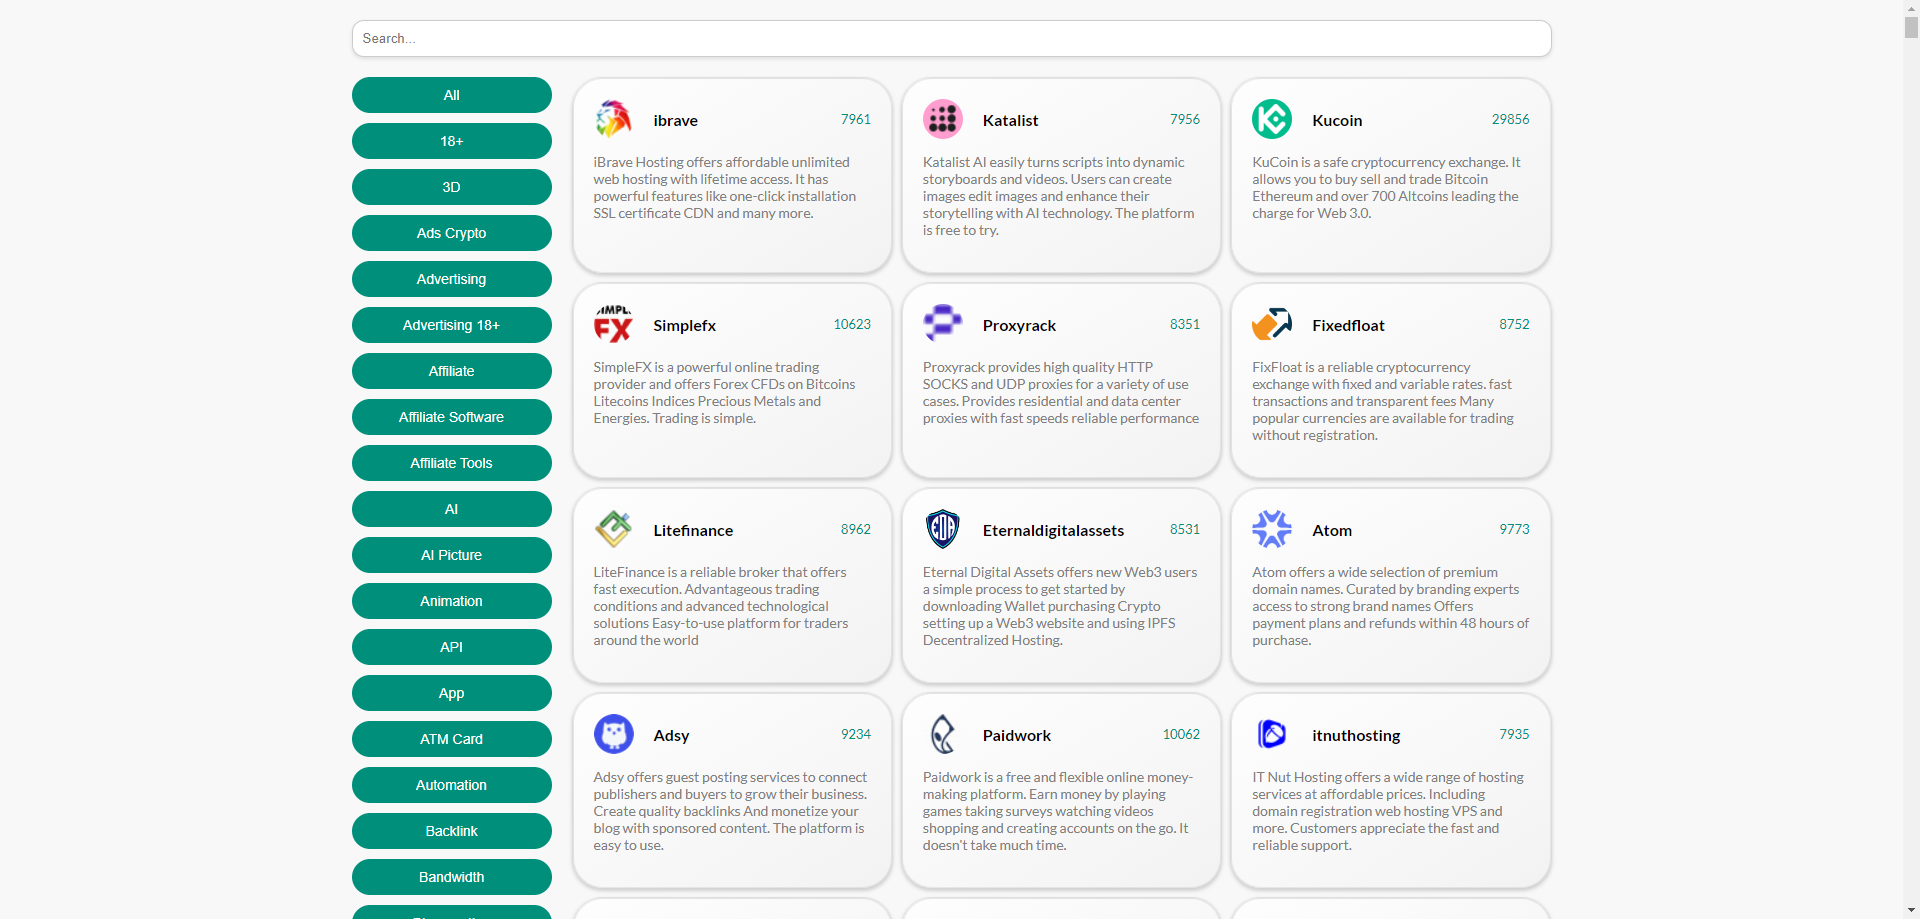 Search...
All
18+
3D
Ads Crypto
Advertising
Advertising 18+
Affiliate
Affiliate Software
Affiliate Tools
AI
AI Picture
Animation
API
App
ATM Card
Automation
Backlink
Bandwidth
ibrave 7961
iBrave Hosting offers affordable unlimited
web hosting with lifetime access. It has
powerful features like one-click installation
SSL certificate CDN and many more.
Katalist 7956
Katalist AI easily turns scripts into dynamic
storyboards and videos. Users can create
images edit images and enhance their
storytelling with AI technology. The platform
is free to try.
Kucoin 29856
KuCoin is a safe cryptocurrency exchange. It
allows you to buy sell and trade Bitcoin
Ethereum and over 700 Altcoins leading the
charge for Web 3.0.
FX
Simplefx 10623
SimpleFX is a powerful online trading
provider and offers Forex CFDs on Bitcoins
Litecoins Indices Precious Metals and
Energies. Trading is simple.
Proxyrack 8351
Proxyrack provides high quality HTTP
SOCKS and UDP proxies for a variety of use
cases. Provides residential and data center
proxies with fast speeds reliable performance
Fixedfloat 8752
FixFloat is a reliable cryptocurrency
exchange with fixed and variable rates. fast
transactions and transparent fees Many
popular currencies are available for trading
without registration.
Litefinance 8962
LiteFinance is a reliable broker that offers
fast execution. Advantageous trading
conditions and advanced technological
solutions Easy-to-use platform for traders
around the world
EDA
Eternaldigitalassets 8531
Eternal Digital Assets offers new Web3 users
a simple process to get started by
downloading Wallet purchasing Crypto
setting up a Web3 website and using IPFS
Decentralized Hosting.
Atom 9773
Atom offers a wide selection of premium
domain names. Curated by branding experts
access to strong brand names Offers
payment plans and refunds within 48 hours of
purchase.
Adsy 9234
Adsy offers guest posting services to connect
publishers and buyers to grow their business.
Create quality backlinks And monetize your
blog with sponsored content. The platform is
easy to use.
Paidwork 10062
Paidwork is a free and flexible online money-
making platform. Earn money by playing
games taking surveys watching videos
shopping and creating accounts on the go. It
doesn't take much time.
itnuthosting 7935
IT Nut Hosting offers a wide range of hosting
services at affordable prices. Including
domain registration web hosting VPS and
more. Customers appreciate the fast and
reliable support.